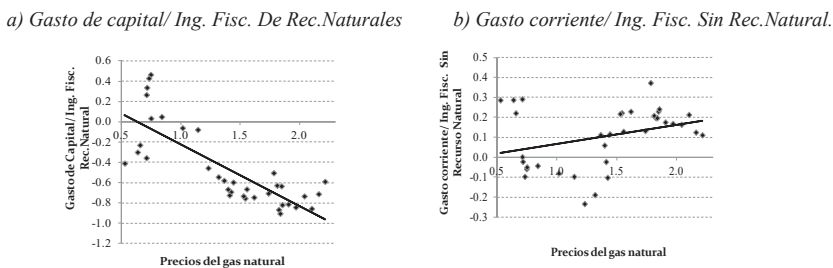 a) Gasto de capital/ Ing. Fisc. De Rec.Naturales
Gasto de Capital/ Ing. Fisc.
Rec.Natural
0.6
0.4
0.2
0.0
-0.2
-0.4
-0.6
-0.8
-1.0
-1.2
0.5 1.0 1.5 2.0
Precios del gas natural
b) Gasto corriente/ Ing. Fisc. Sin Rec.Natural.
Gasto corriente/ Ing. Fisc. Sin
Recurso Natural
0.5
0.4
0.3
0.2
0.1
0.0
-0.1
-0.2
-0.3
0.5 1.0 1.5 2.0
Precios del gas natural